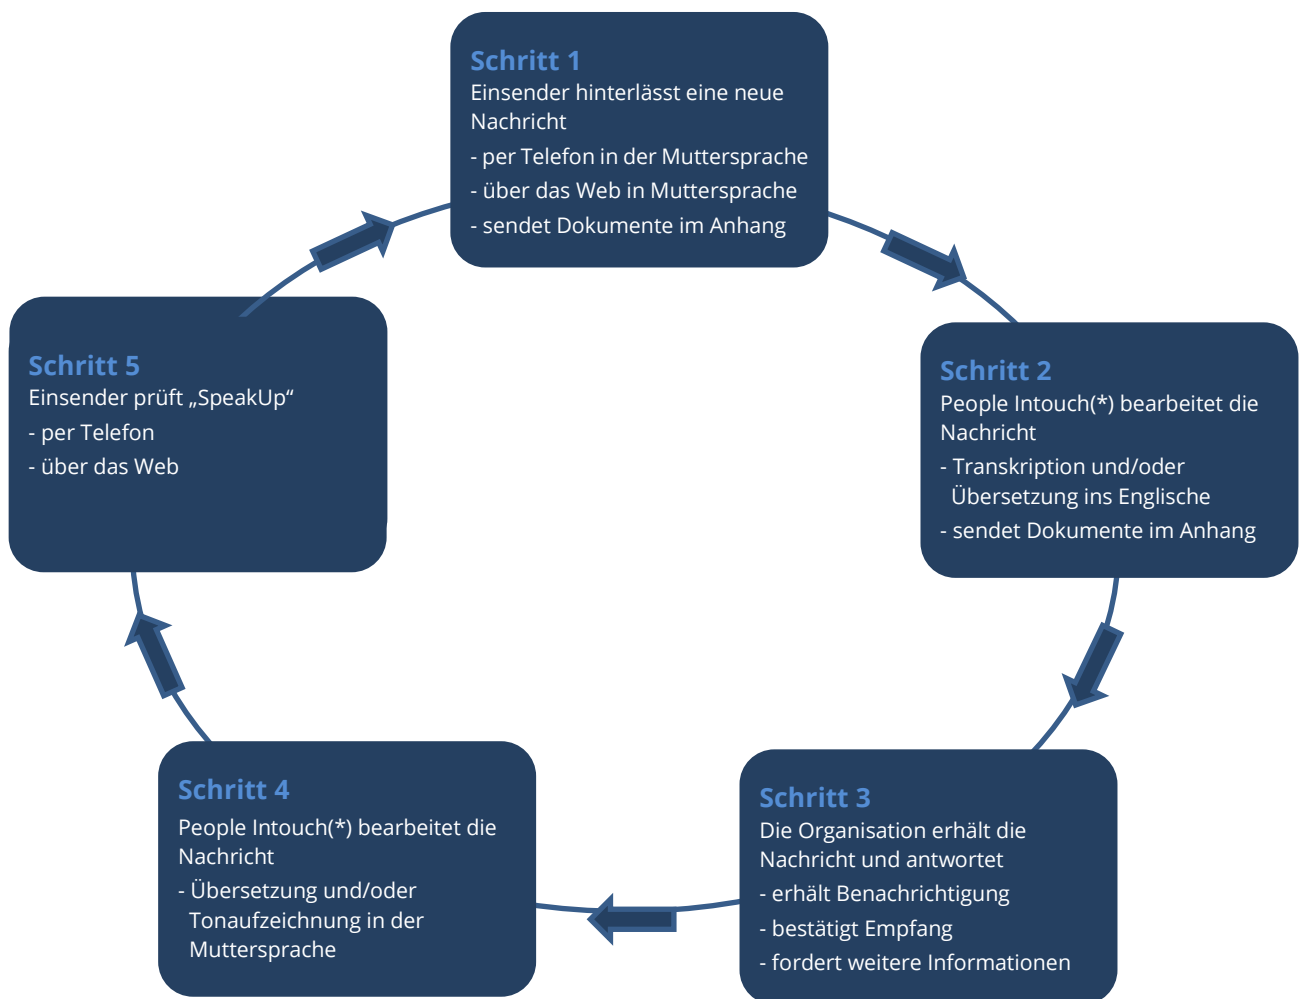 Schritt 1
Einsender hinterlässt eine neue
Nachricht
- per Telefon in der Muttersprache
- über das Web in Muttersprache
- sendet Dokumente im Anhang
Schritt 2
People Intouch(*) bearbeitet die
Nachricht
- Transkription und/oder
Übersetzung ins Englische
- sendet Dokumente im Anhang
Schritt 3
Die Organisation erhält die
Nachricht und antwortet
- erhält Benachrichtigung
- bestätigt Empfang
- fordert weitere Informationen
Schritt 4
People Intouch(*) bearbeitet die
Nachricht
- Übersetzung und/oder
Tonaufzeichnung in der
Muttersprache
Schritt 5
Einsender prüft „SpeakUp“
- per Telefon
- über das Web